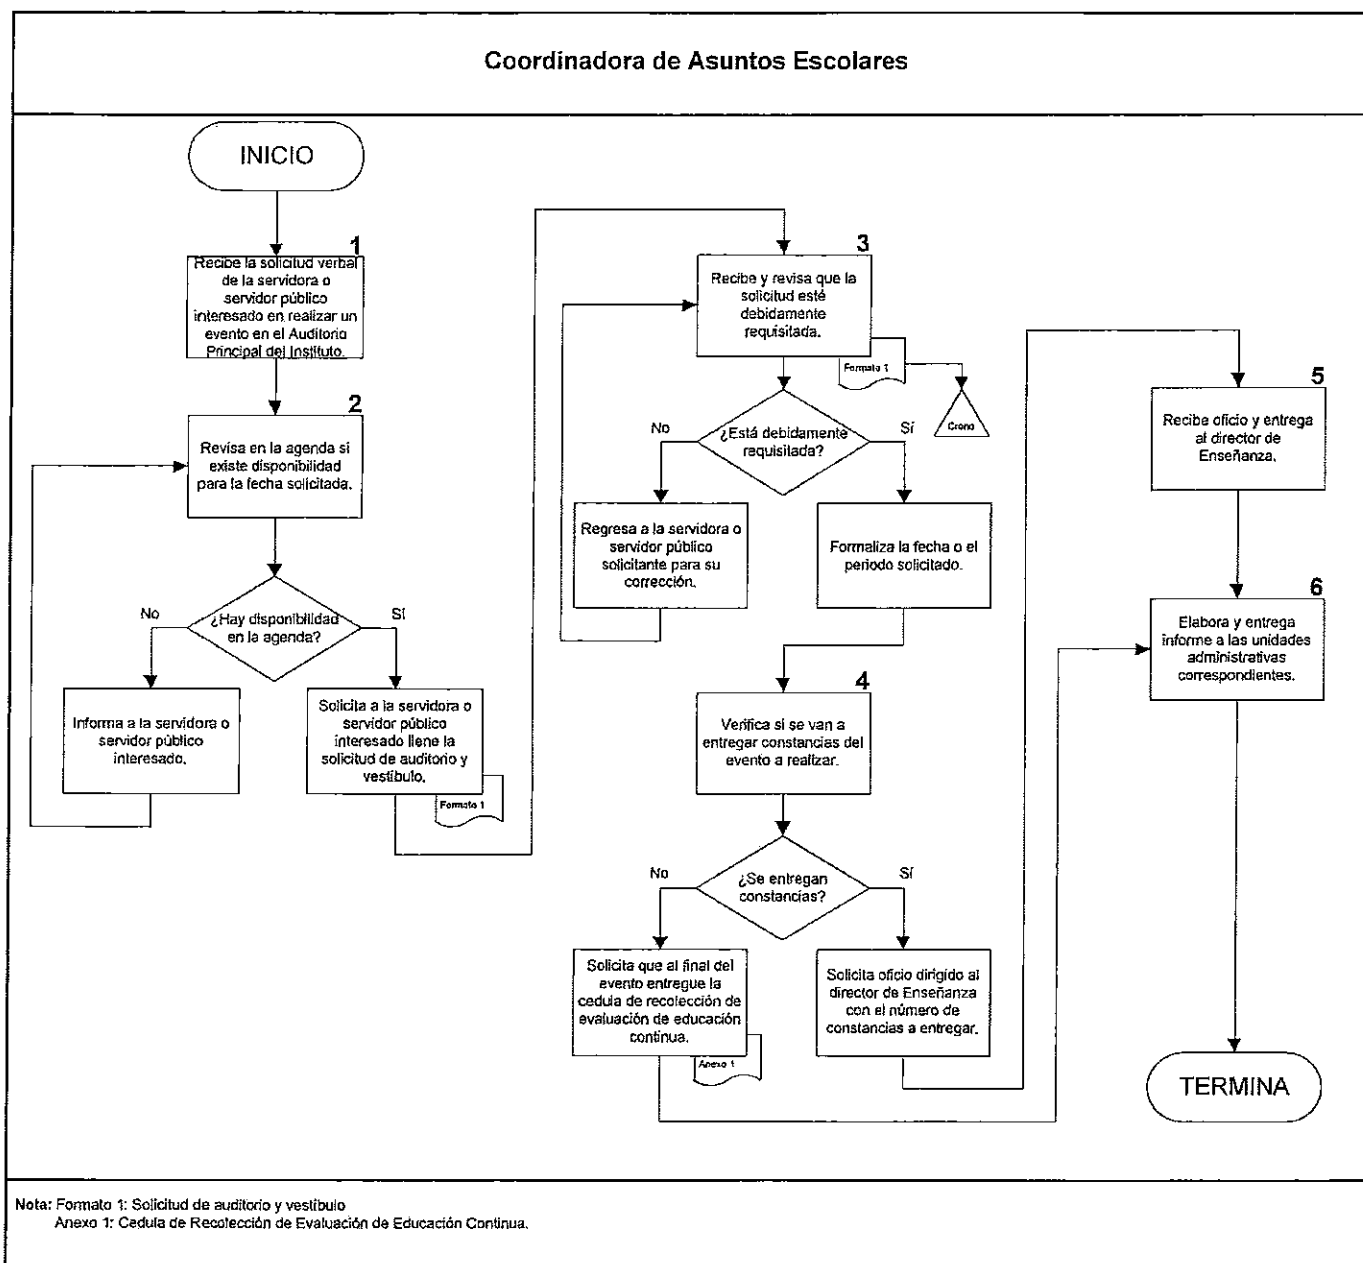 Coordinadora de Asuntos Escolares
INICIO
1
Recibe la solicitud verbal
de la servidora o
servidor público
interesado en realizar un
evento en el Auditorio
Principal del Instituto.
2
Revisa en la agenda si
existe disponibilidad
para la fecha solicitada.
¿Hay disponibilidad
en la agenda?
No
Sí
Informa a la servidora o
servidor público
interesado.
Solicita a la servidora o
servidor público
interesado llene la
solicitud de auditorio y
vestíbulo.
Formato 1
3
Recibe y revisa que la
solicitud esté
debidamente
requisitada.
Formato 1
Crono
¿Está debidamente
requisitada?
No
Sí
Regresa a la servidora o
servidor público
solicitante para su
corrección.
Formaliza la fecha o el
periodo solicitado.
4
Verifica si se van a
entregar constancias del
evento a realizar.
¿Se entregan
constancias?
No
Sí
Solicita que al final del
evento entregue la
cedula de recolección de
evaluación de educación
continua.
Anexo 1
Solicita oficio dirigido al
director de Enseñanza
con el número de
constancias a entregar.
5
Recibe oficio y entrega
al director de
Enseñanza.
6
Elabora y entrega
informe a las unidades
administrativas
correspondientes.
TERMINA
Nota: Formato 1: Solicitud de auditorio y vestíbulo
Anexo 1: Cedula de Recolección de Evaluación de Educación Continua.